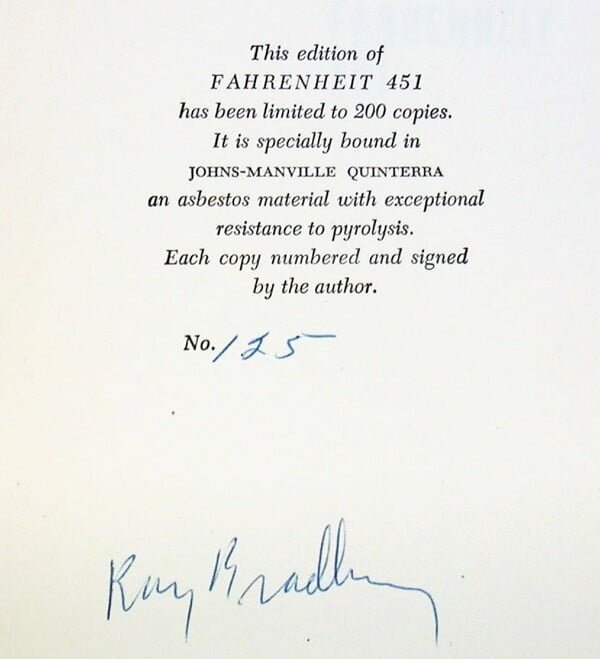 This edition of
FAHRENHEIT 451
has been limited to 200 copies.
It is specially bound in
JOHNS-MANVILLE QUINTERRA
an asbestos material with exceptional
resistance to pyrolysis.
Each copy numbered and signed
by the author.
No. 125
Ray Bradbury